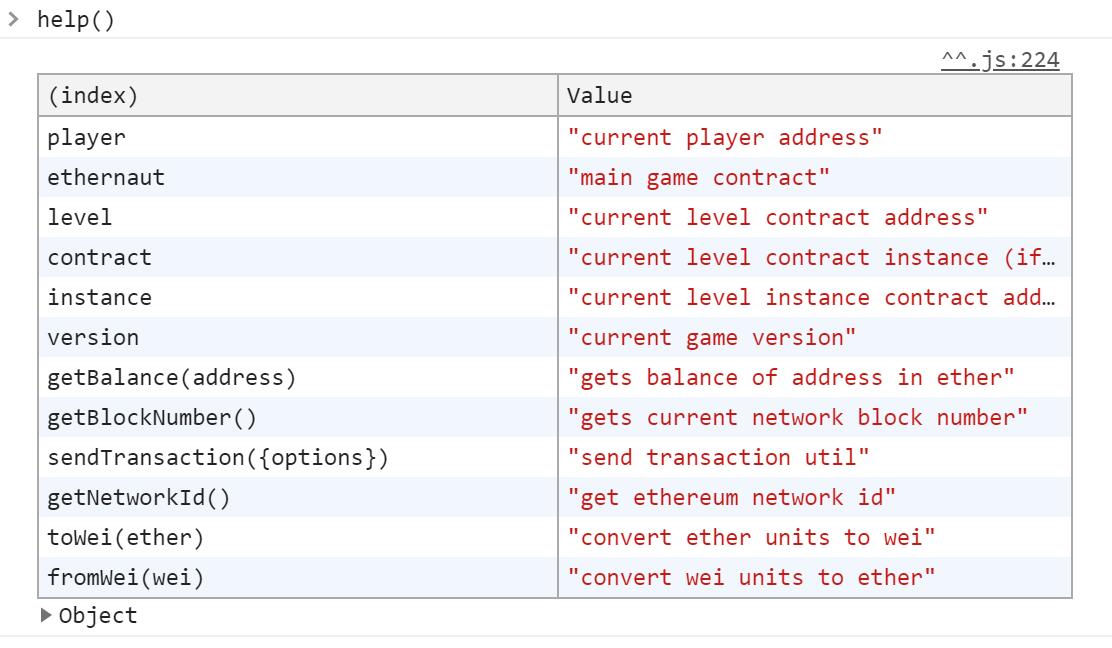 > help()
^^.js:224
(index) Value
player "current player address"
ethernaut "main game contract"
level "current level contract address"
contract "current level contract instance (if…
instance "current level instance contract add…
version "current game version"
getBalance(address) "gets balance of address in ether"
getBlockNumber() "gets current network block number"
sendTransaction({options}) "send transaction util"
getNetworkId() "get ethereum network id"
toWei(ether) "convert ether units to wei"
fromWei(wei) "convert wei units to ether"
▶ Object